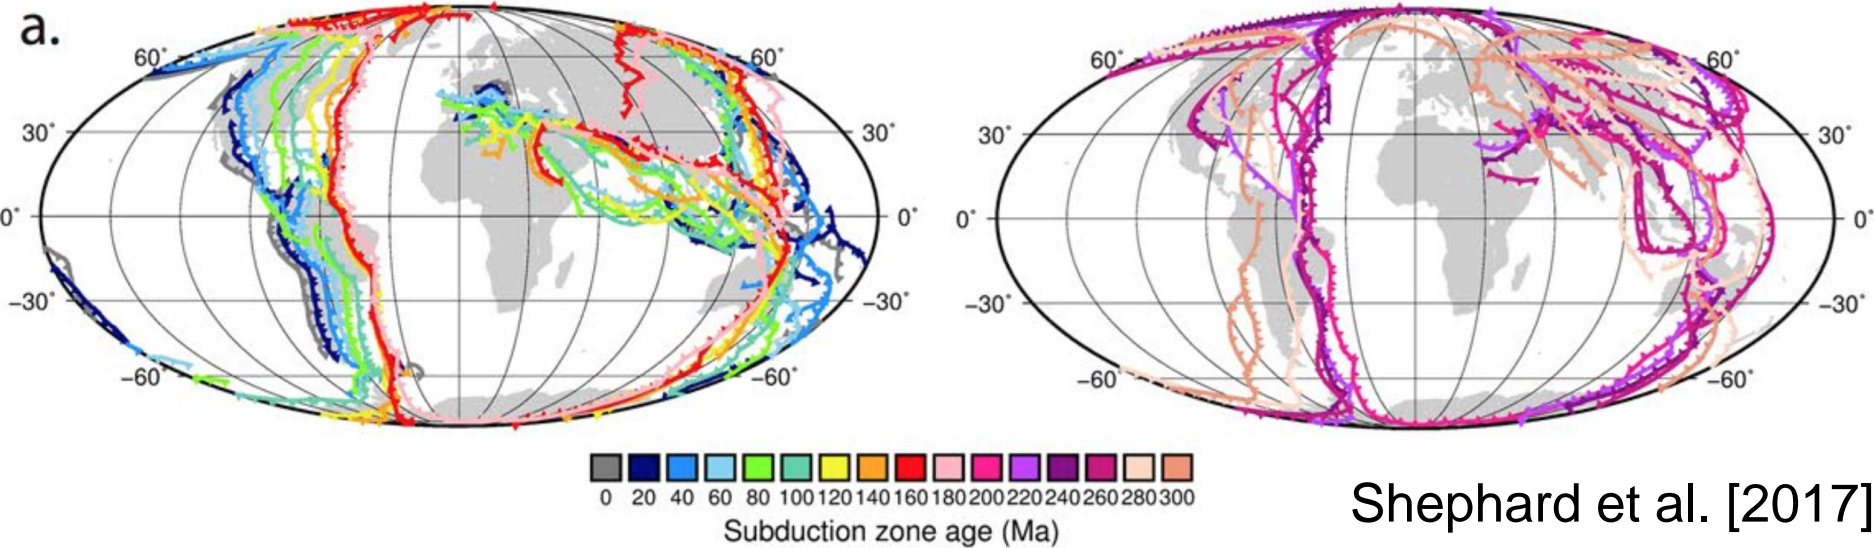 a.
60° 60° 60° 60°
30° 30° 30° 30°
0° 0° 0° 0°
−30° −30° −30° −30°
−60° −60° −60° −60°
0 20 40 60 80 100 120 140 160 180 200 220 240 260 280 300
Subduction zone age (Ma)
Shephard et al. [2017]